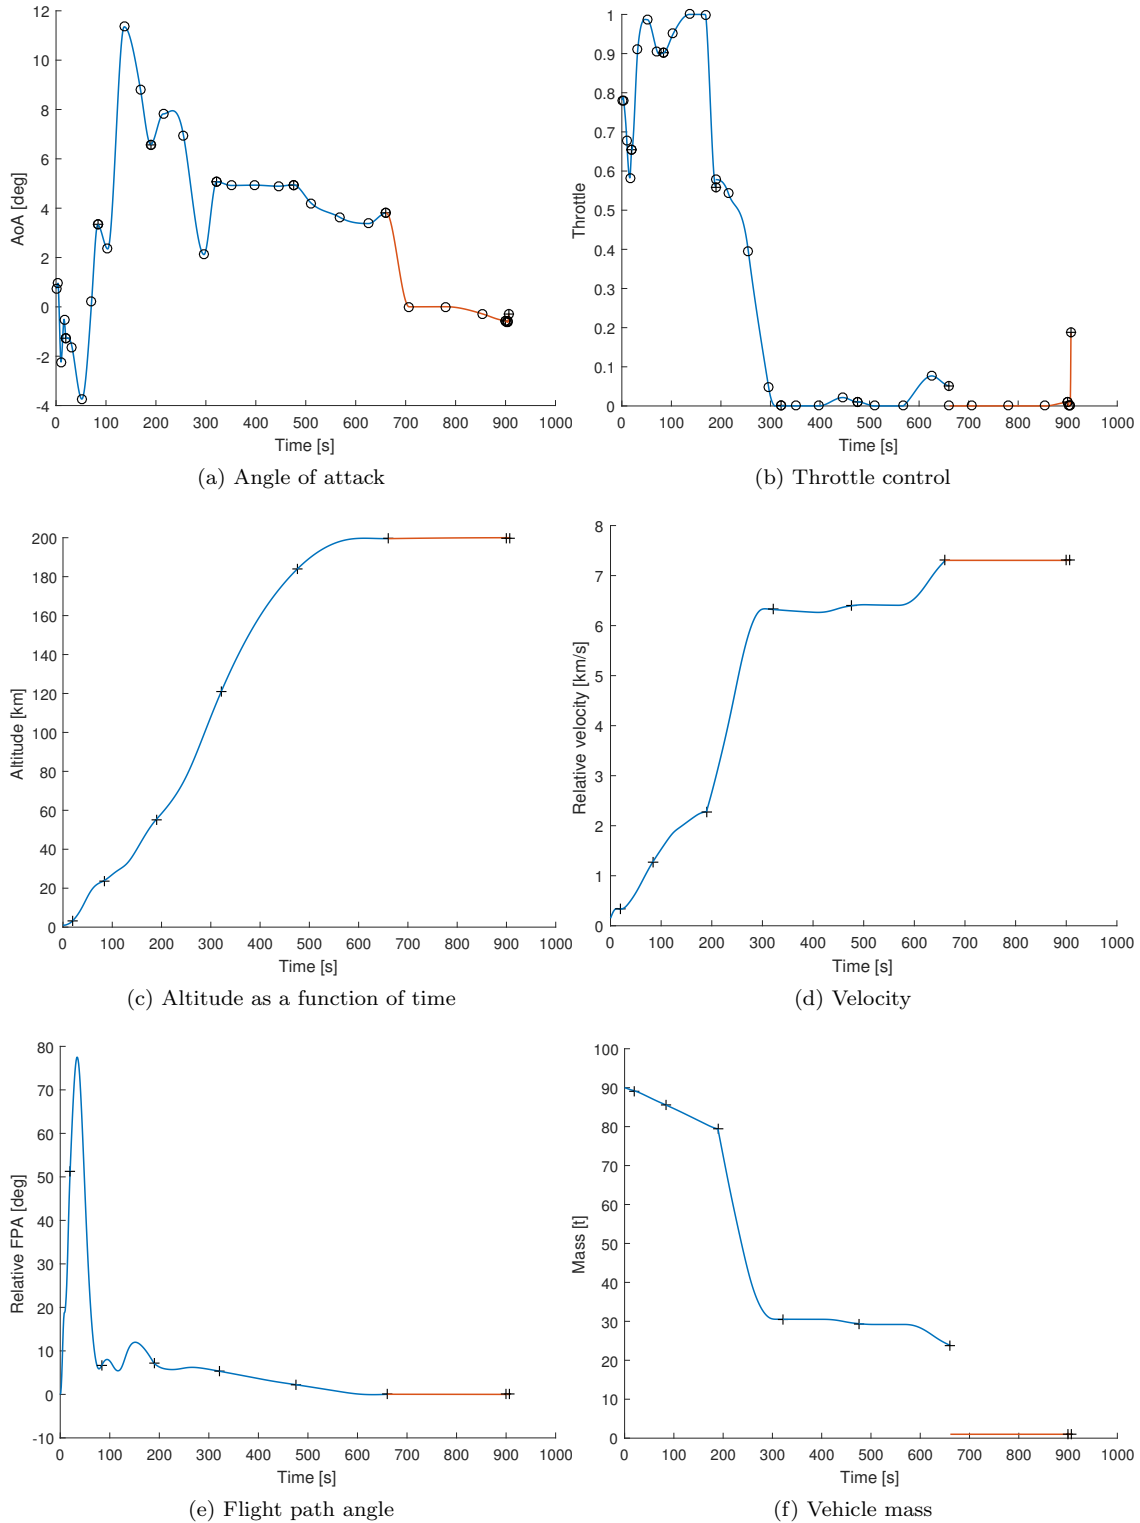 12
10
8
6
4
2
0
-2
-4
AoA [deg]
0 100 200 300 400 500 600 700 800 900 1000
Time [s]
(a) Angle of attack
1
0.9
0.8
0.7
0.6
0.5
0.4
0.3
0.2
0.1
0
Throttle
0 100 200 300 400 500 600 700 800 900 1000
Time [s]
(b) Throttle control
200
180
160
140
120
100
80
60
40
20
0
Altitude [km]
0 100 200 300 400 500 600 700 800 900 1000
Time [s]
(c) Altitude as a function of time
8
7
6
5
4
3
2
1
0
Relative velocity [km/s]
0 100 200 300 400 500 600 700 800 900 1000
Time [s]
(d) Velocity
80
70
60
50
40
30
20
10
0
-10
Relative FPA [deg]
0 100 200 300 400 500 600 700 800 900 1000
Time [s]
(e) Flight path angle
100
90
80
70
60
50
40
30
20
10
0
Mass [t]
0 100 200 300 400 500 600 700 800 900 1000
Time [s]
(f) Vehicle mass